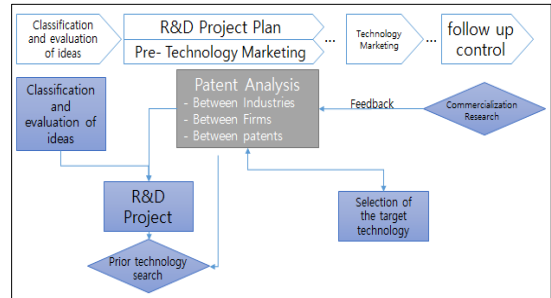 Classification
and evaluation
of ideas
R&D Project Plan
Pre- Technology Marketing
...
Technology
Marketing
...
follow up
control
Classification
and
evaluation of
ideas
Patent Analysis
- Between Industries
- Between Firms
- Between patents
Feedback
Commercialization
Research
R&D
Project
Selection of
the target
technology
Prior technology
search